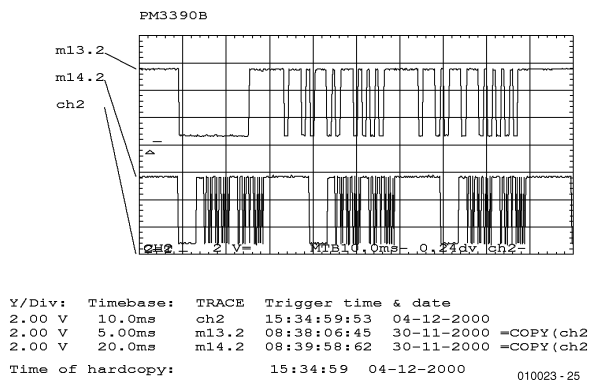 PM3390B
m13.2
m14.2
ch2
CH2 2 V= MTB10.0ms- 0.24dv ch2-
Y/Div: Timebase: TRACE Trigger time & date
2.00 V 10.0ms ch2 15:34:59:53 04-12-2000
2.00 V 5.00ms m13.2 08:38:06:45 30-11-2000 =COPY(ch2
2.00 V 20.0ms m14.2 08:39:58:62 30-11-2000 =COPY(ch2
Time of hardcopy: 15:34:59 04-12-2000
010023 - 25